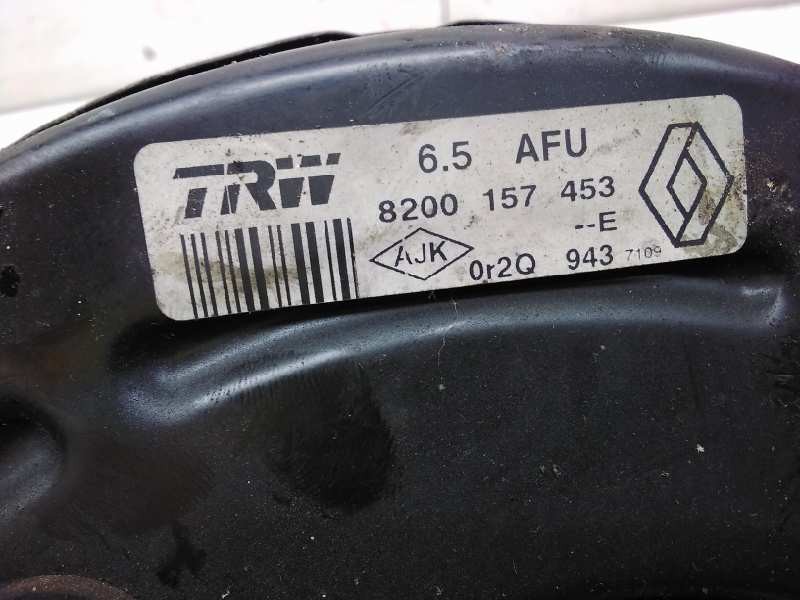 TRW
6.5 AFU
8200 157 453
--E
AJK
0r2Q 943 7109